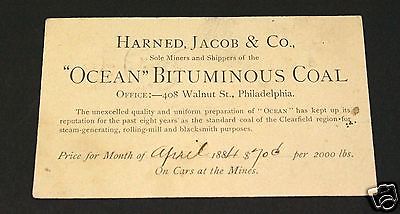 HARNED, JACOB & CO.,
Sole Miners and Shippers of the
"OCEAN" BITUMINOUS COAL
OFFICE:—408 Walnut St., Philadelphia.
The unexcelled quality and uniform preparation of "OCEAN" has kept up its
reputation for the past eight years as the standard coal of the Clearfield region for
steam-generating, rolling-mill and blacksmith purposes.
Price for Month of April 1884 $ 70¢ per 2000 lbs.
On Cars at the Mines.